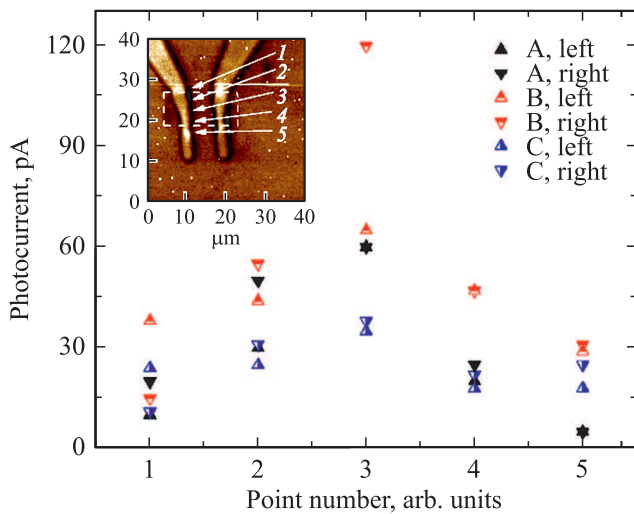 120
90
60
30
0
Photocurrent, pA
1
2
3
4
5
Point number, arb. units
40
30
20
10
0
0
10
20
30
40
μm
1
2
3
4
5
A, left
A, right
B, left
B, right
C, left
C, right